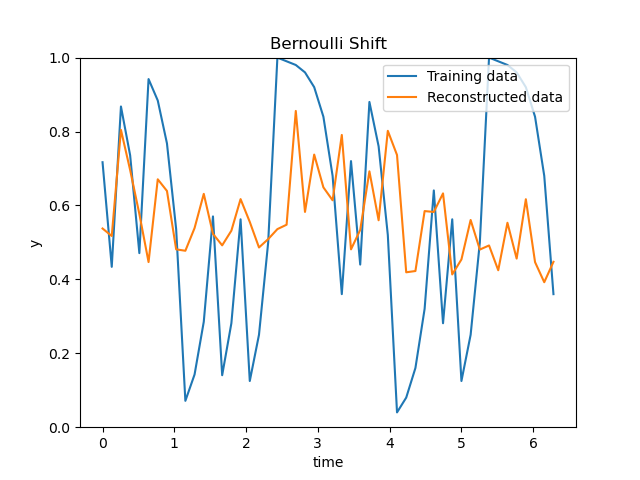 Bernoulli Shift
Training data
Reconstructed data
1.0
0.8
0.6
0.4
0.2
0.0
y
0 1 2 3 4 5 6
time